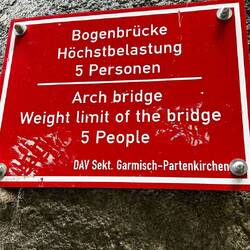 Bogenbrücke
Höchstbelastung
5 Personen
Arch bridge
Weight limit of the bridge
5 People
DAV Sekt. Garmisch-Partenkirchen